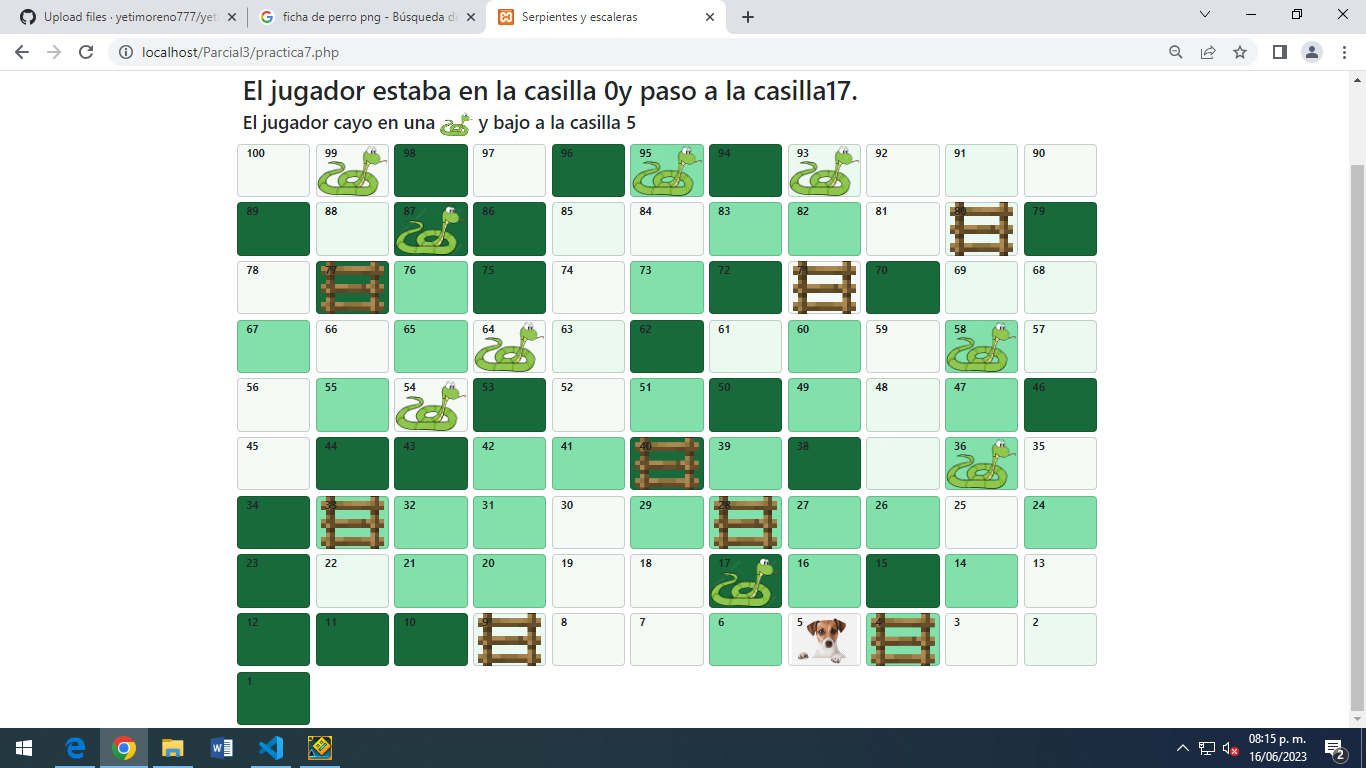 Upload files · yetimoreno777/yet
ficha de perro png - Búsqueda d
Serpientes y escaleras
localhost/Parcial3/practica7.php
El jugador estaba en la casilla 0y paso a la casilla17.
El jugador cayo en una y bajo a la casilla 5
100 99 98 97 96 95 94 93 92 91 90
89 88 87 86 85 84 83 82 81 80 79
78 77 76 75 74 73 72 71 70 69 68
67 66 65 64 63 62 61 60 59 58 57
56 55 54 53 52 51 50 49 48 47 46
45 44 43 42 41 40 39 38 36 35
34 33 32 31 30 29 28 27 26 25 24
23 22 21 20 19 18 17 16 15 14 13
12 11 10 9 8 7 6 5 4 3 2
1
08:15 p. m.
16/06/2023
2